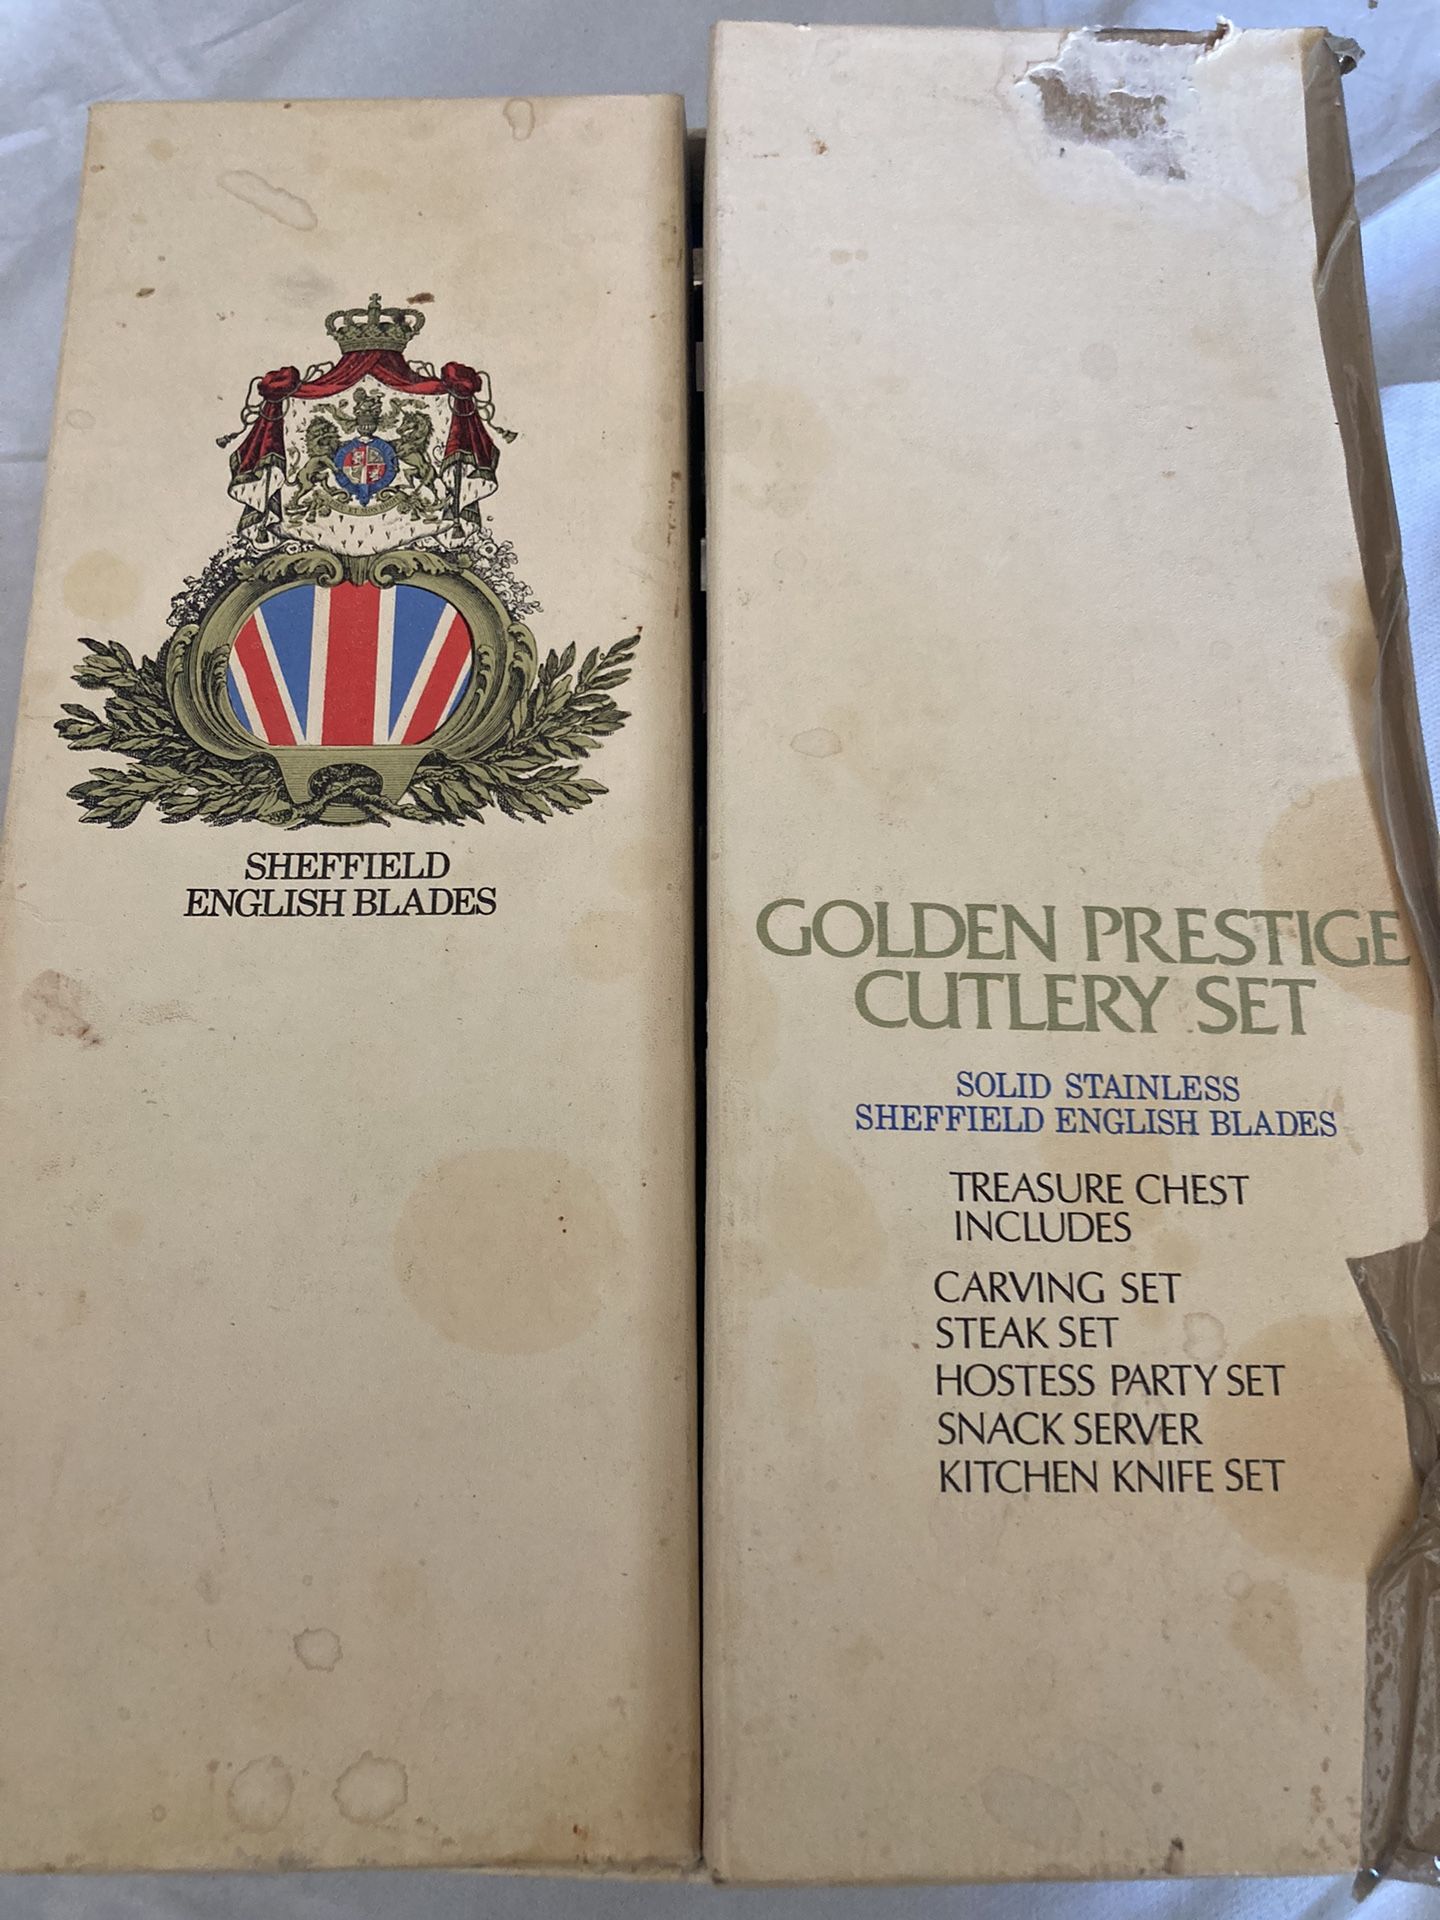 SHEFFIELD
ENGLISH BLADES
GOLDEN PRESTIGE
CUTLERY SET
SOLID STAINLESS
SHEFFIELD ENGLISH BLADES
TREASURE CHEST
INCLUDES
CARVING SET
STEAK SET
HOSTESS PARTY SET
SNACK SERVER
KITCHEN KNIFE SET